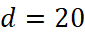 d = 20